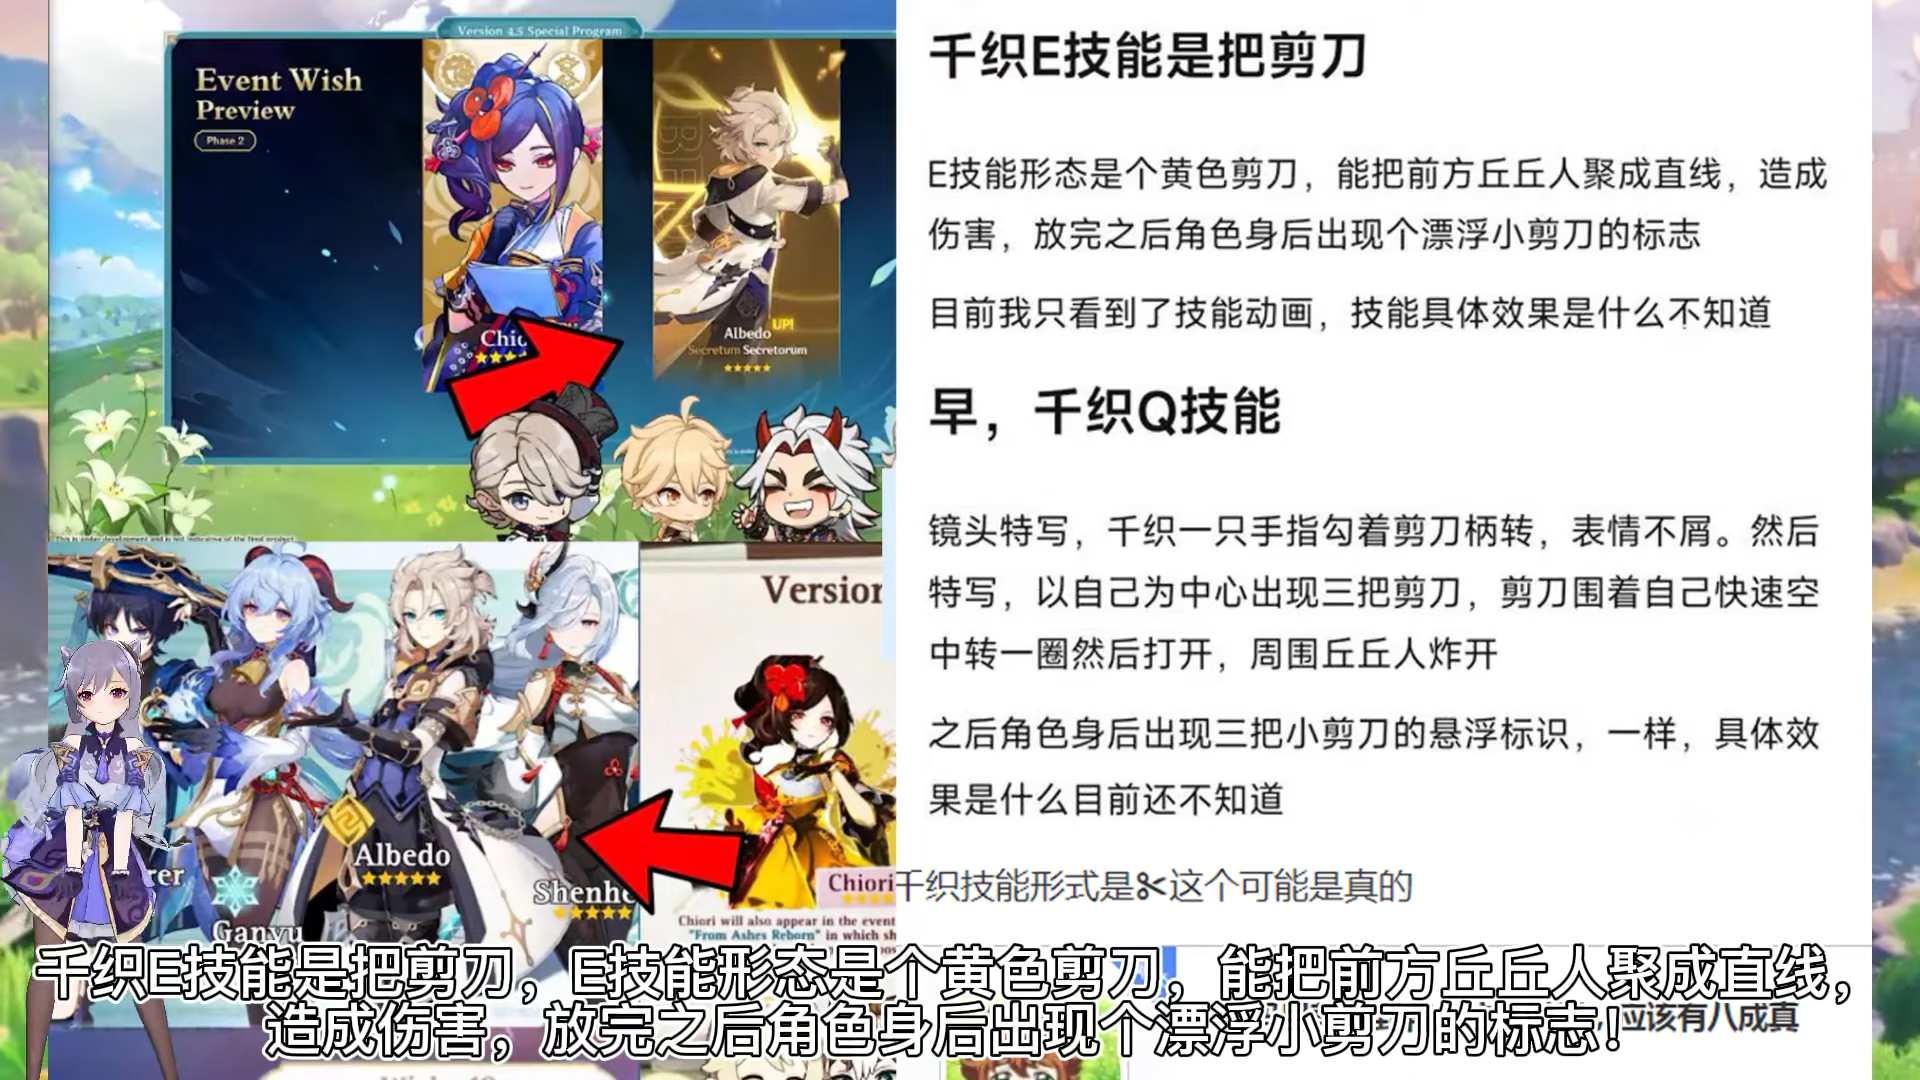 Version 4.5 Special Program
Event Wish
Preview
Phase 2
UP!
Albedo
Secretum Secretorum
Albedo
Shenhe
Ganyu
Version
Chiori
Chiori will also appear in the event
"From Ashes Reborn" in which sh
千织E技能是把剪刀
E技能形态是个黄色剪刀，能把前方丘丘人聚成直线，造成
伤害，放完之后角色身后出现个漂浮小剪刀的标志
目前我只看到了技能动画，技能具体效果是什么不知道
早，千织Q技能
镜头特写，千织一只手指勾着剪刀柄转，表情不屑。然后
特写，以自己为中心出现三把剪刀，剪刀围着自己快速空
中转一圈然后打开，周围丘丘人炸开
之后角色身后出现三把小剪刀的悬浮标识，一样，具体效
果是什么目前还不知道
千织技能形式是✂这个可能是真的
应该有八成真
千织E技能是把剪刀，E技能形态是个黄色剪刀，能把前方丘丘人聚成直线，
造成伤害，放完之后角色身后出现个漂浮小剪刀的标志！